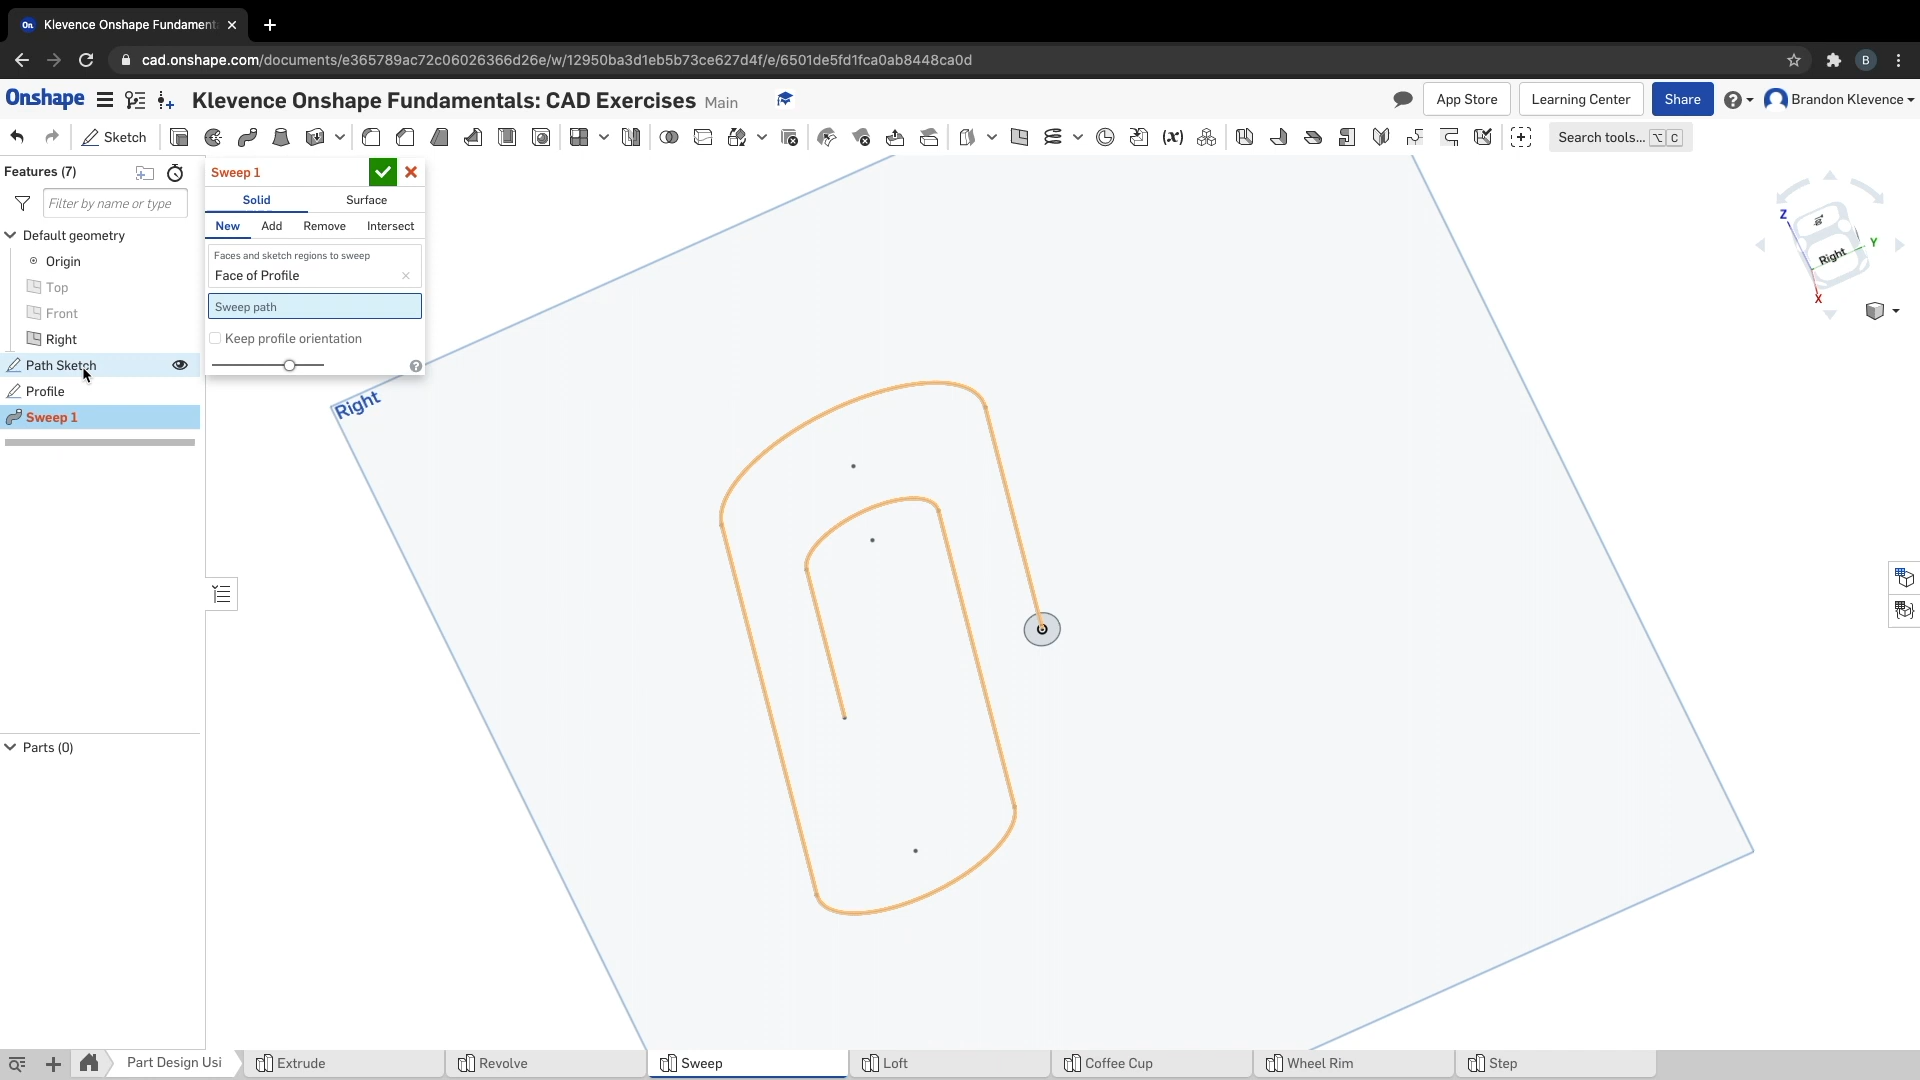 On Klevence Onshape Fundament
cad.onshape.com/documents/e365789ac72c06026366d26e/w/12950ba3d1eb5b73ce627d4f/e/6501de5fd1fca0ab8448ca0d
B
Onshape Klevence Onshape Fundamentals: CAD Exercises Main App Store Learning Center Share Brandon Klevence
Sketch Search tools... ⌥ C
Features (7)
Filter by name or type
Default geometry
Origin
Top
Front
Right
Path Sketch
Profile
Sweep 1
Parts (0)
Sweep 1
Solid Surface
New Add Remove Intersect
Faces and sketch regions to sweep
Face of Profile
Sweep path
Keep profile orientation
Right
Z
Y
Right
X
Part Design Usi Extrude Revolve Sweep Loft Coffee Cup Wheel Rim Step